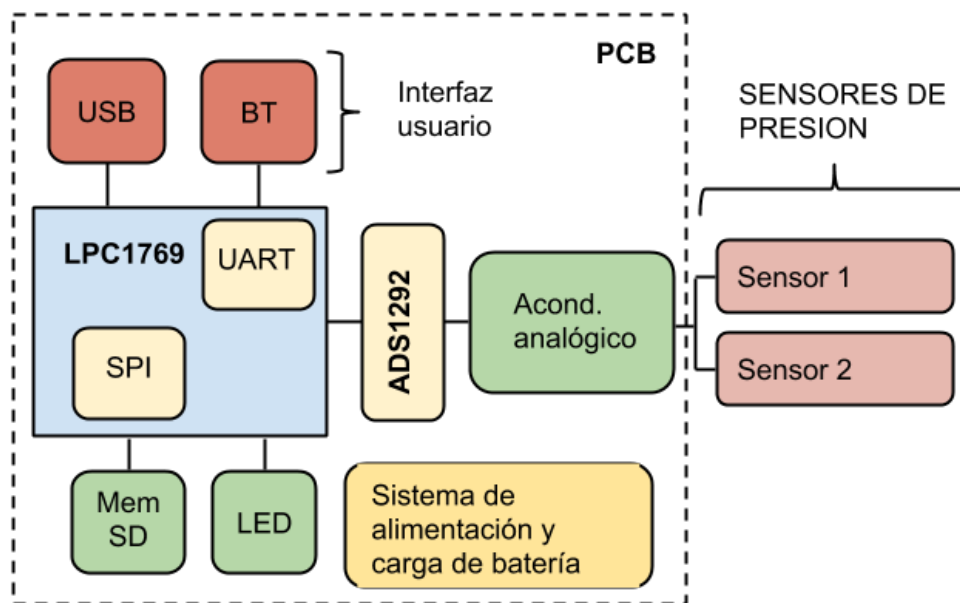 PCB
USB
BT
Interfaz
usuario
SENSORES DE
PRESION
LPC1769
UART
SPI
ADS1292
Acond.
analógico
Sensor 1
Sensor 2
Mem
SD
LED
Sistema de
alimentación y
carga de batería